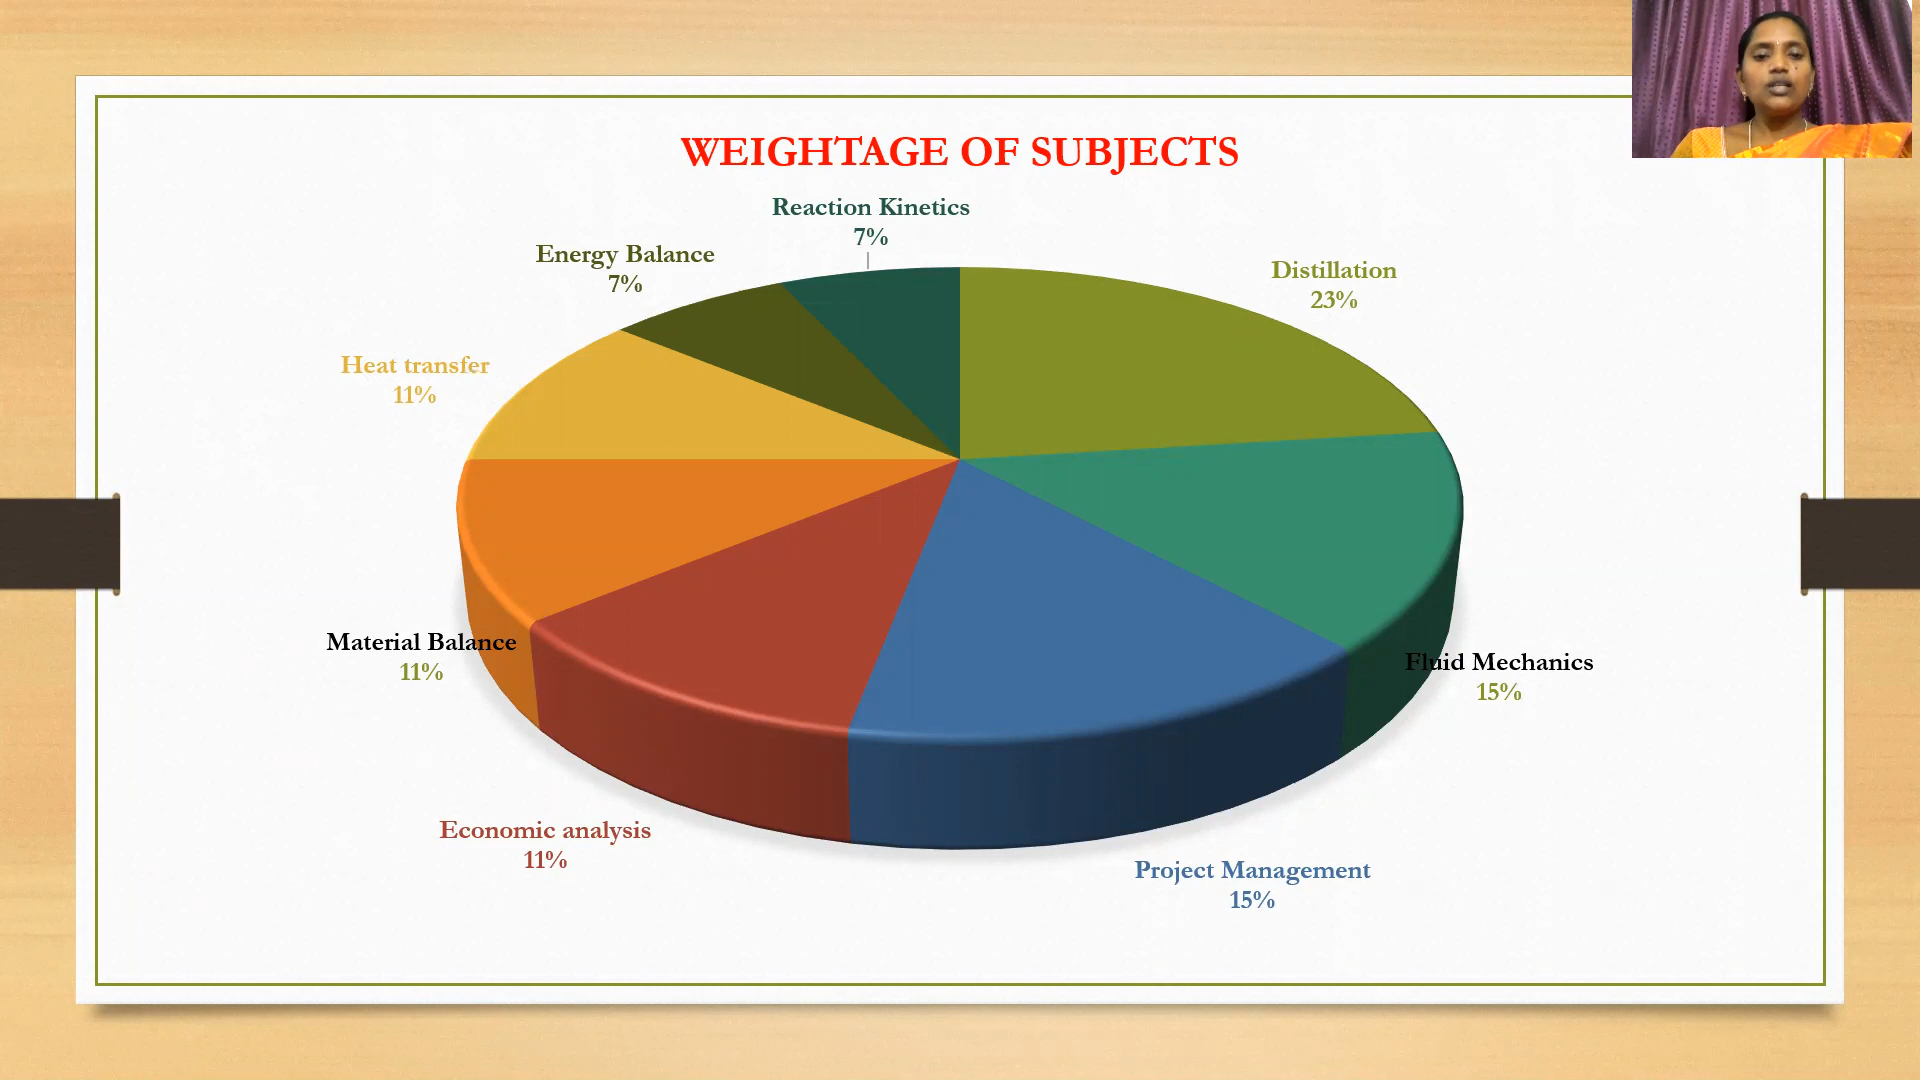 WEIGHTAGE OF SUBJECTS
Reaction Kinetics
7%
Energy Balance
7%
Distillation
23%
Heat transfer
11%
Material Balance
11%
Fluid Mechanics
15%
Economic analysis
11%
Project Management
15%